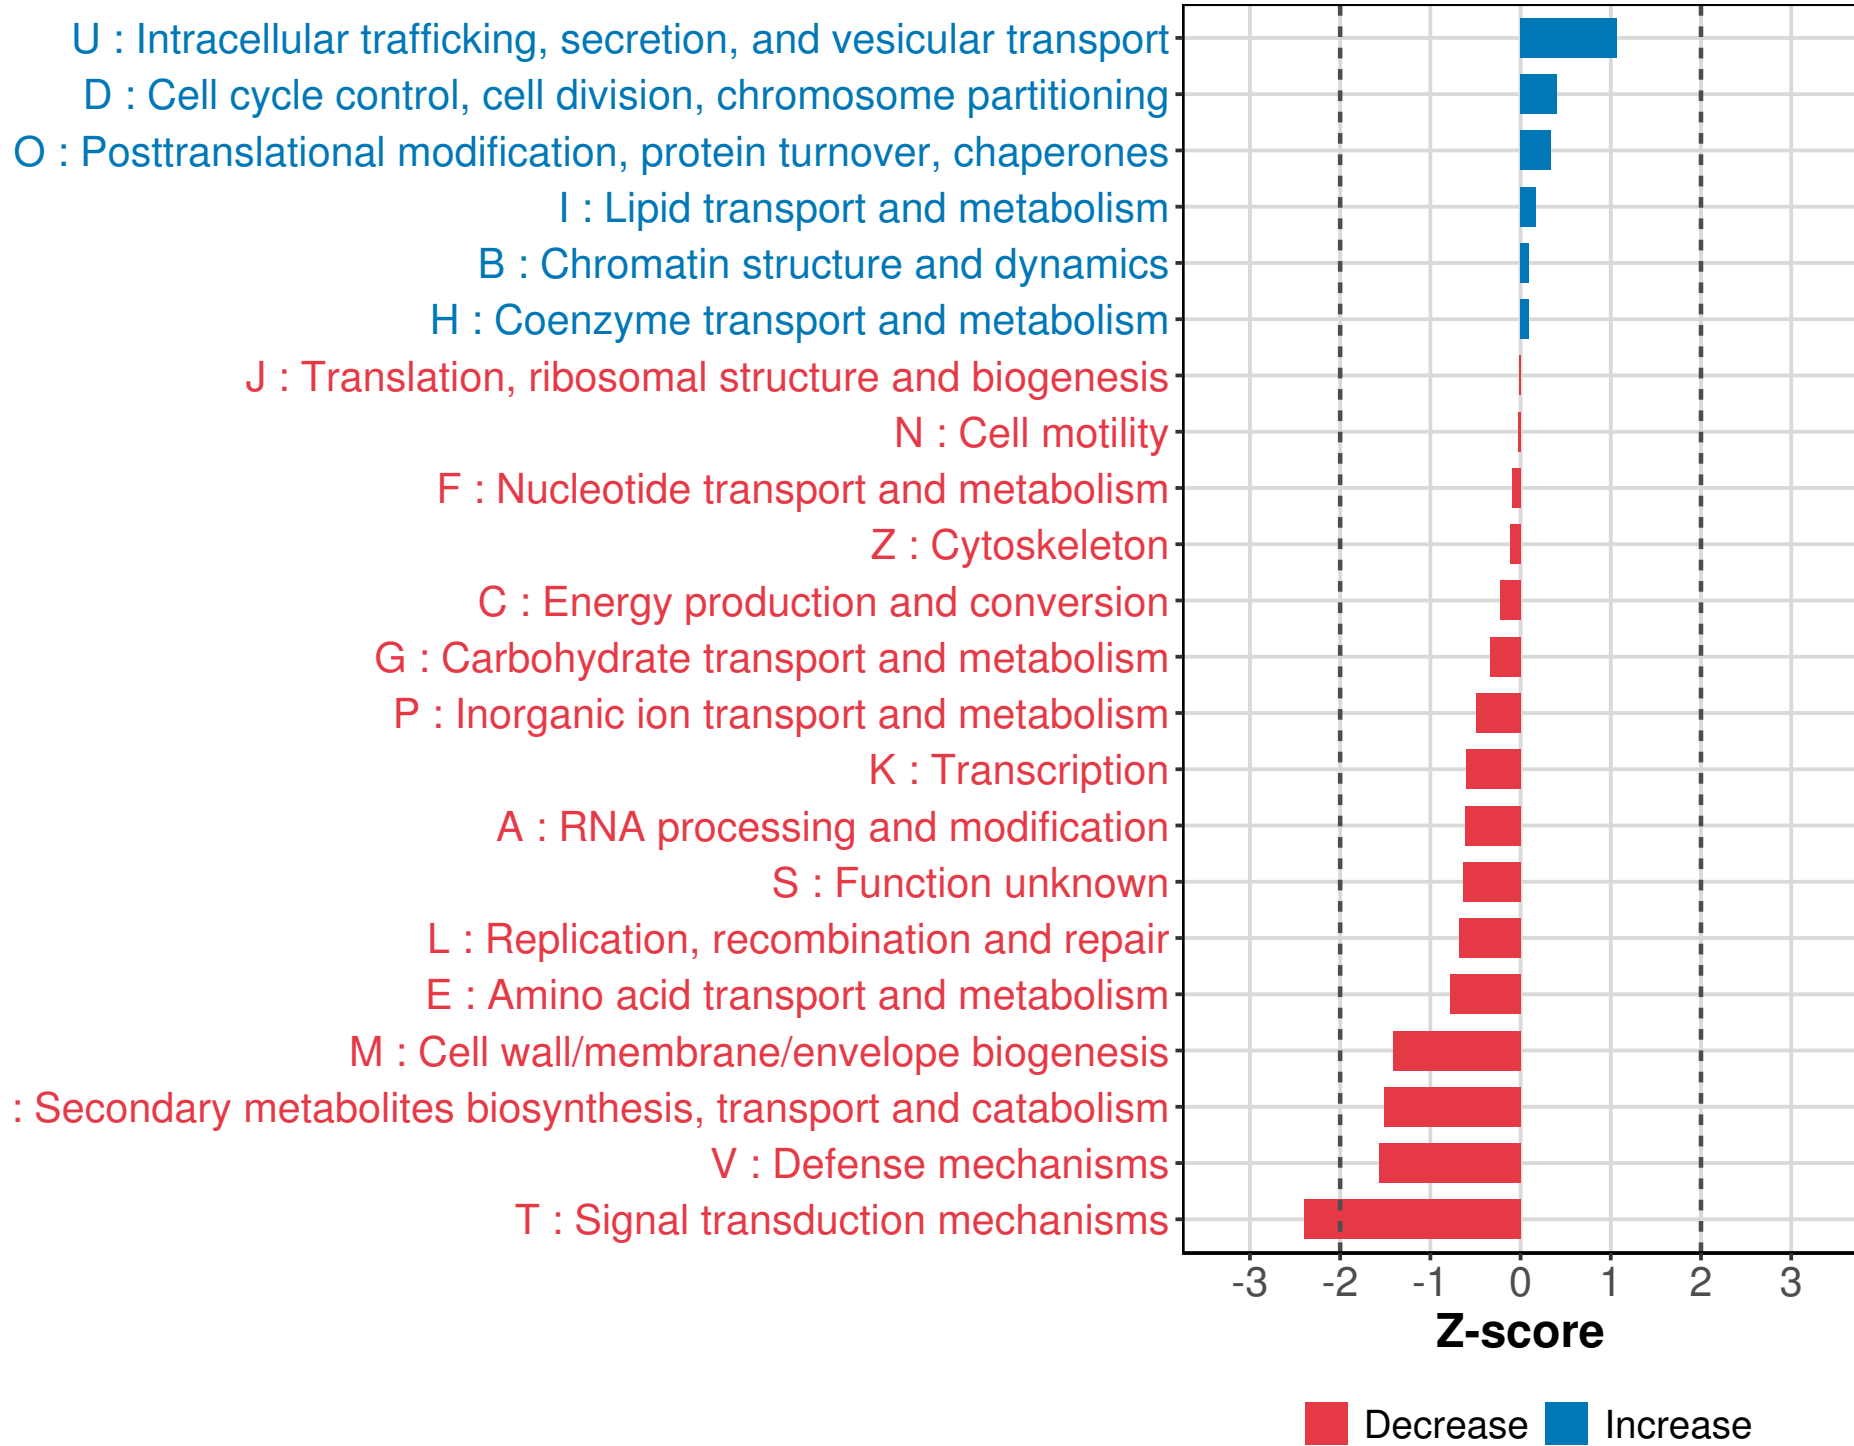 U : Intracellular trafficking, secretion, and vesicular transport
D : Cell cycle control, cell division, chromosome partitioning
O : Posttranslational modification, protein turnover, chaperones
I : Lipid transport and metabolism
B : Chromatin structure and dynamics
H : Coenzyme transport and metabolism
J : Translation, ribosomal structure and biogenesis
N : Cell motility
F : Nucleotide transport and metabolism
Z : Cytoskeleton
C : Energy production and conversion
G : Carbohydrate transport and metabolism
P : Inorganic ion transport and metabolism
K : Transcription
A : RNA processing and modification
S : Function unknown
L : Replication, recombination and repair
E : Amino acid transport and metabolism
M : Cell wall/membrane/envelope biogenesis
: Secondary metabolites biosynthesis, transport and catabolism
V : Defense mechanisms
T : Signal transduction mechanisms
-3 -2 -1 0 1 2 3
Z-score
Decrease Increase